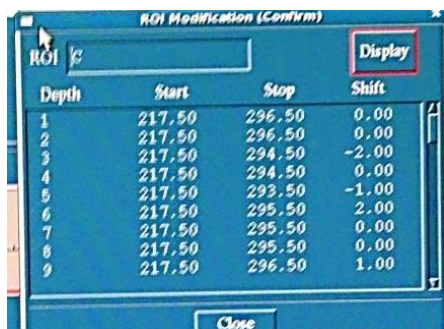 ROI Modification (Confirm)
ROI G Display
Depth Start Stop Shift
1 217.50 296.50 0.00
2 217.50 296.50 0.00
3 217.50 294.50 -2.00
4 217.50 294.50 0.00
5 217.50 293.50 -1.00
6 217.50 295.50 2.00
7 217.50 295.50 0.00
8 217.50 295.50 0.00
9 217.50 296.50 1.00
Close